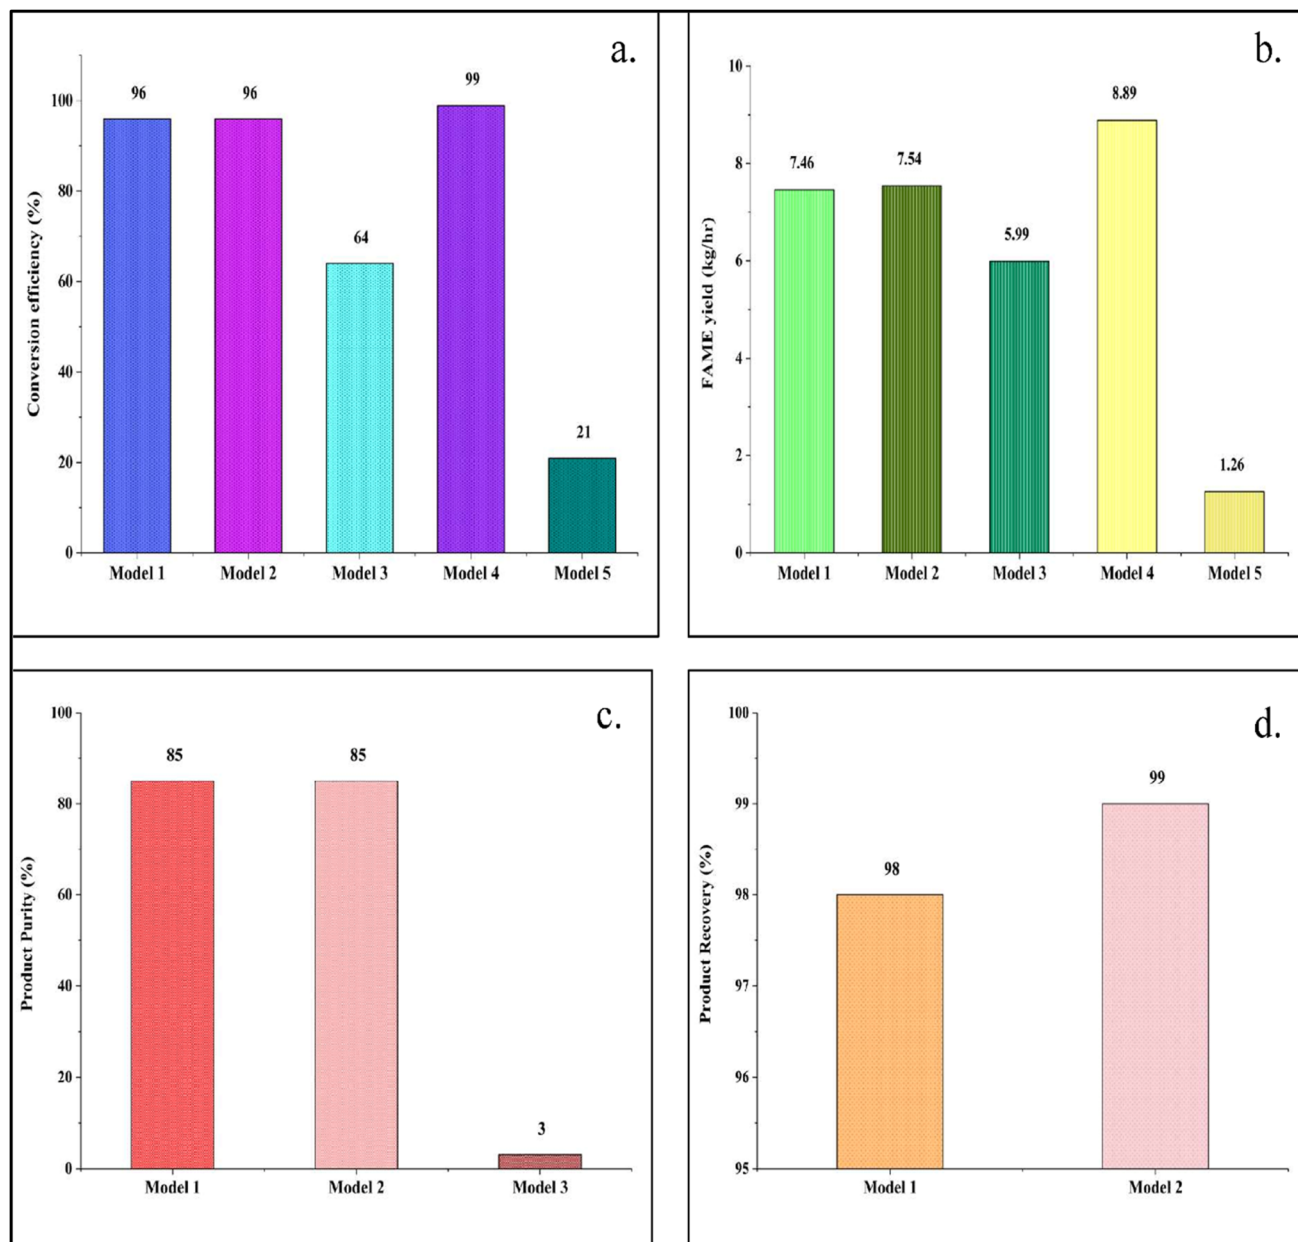 a.
Conversion efficiency (%)
100
80
60
40
20
0
96
96
64
99
21
Model 1
Model 2
Model 3
Model 4
Model 5
b.
FAME yield (kg/hr)
10
8
6
4
2
0
7.46
7.54
5.99
8.89
1.26
Model 1
Model 2
Model 3
Model 4
Model 5
c.
Product Purity (%)
100
80
60
40
20
0
85
85
3
Model 1
Model 2
Model 3
d.
Product Recovery (%)
100
99
98
97
96
95
98
99
Model 1
Model 2